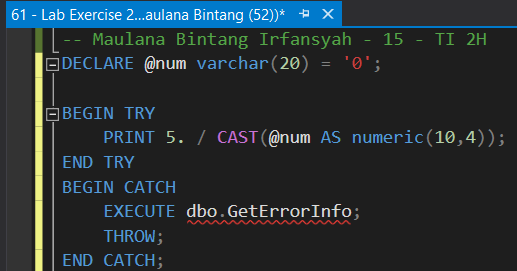 61 - Lab Exercise 2...aulana Bintang (52))*
-- Maulana Bintang Irfansyah - 15 - TI 2H
DECLARE @num varchar(20) = '0';
BEGIN TRY
PRINT 5. / CAST(@num AS numeric(10,4));
END TRY
BEGIN CATCH
EXECUTE dbo.GetErrorInfo;
THROW;
END CATCH;